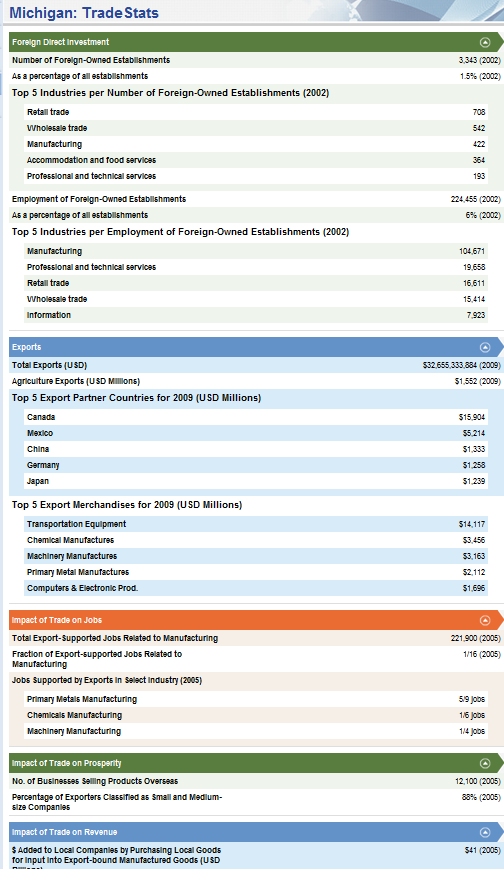 Michigan: TradeStats
Foreign Direct Investment
Number of Foreign-Owned Establishments 3,343 (2002)
As a percentage of all establishments 1.5% (2002)
Top 5 Industries per Number of Foreign-Owned Establishments (2002)
Retail trade 708
Wholesale trade 542
Manufacturing 422
Accommodation and food services 364
Professional and technical services 193
Employment of Foreign-Owned Establishments 224,455 (2002)
As a percentage of all establishments 6% (2002)
Top 5 Industries per Employment of Foreign-Owned Establishments (2002)
Manufacturing 104,671
Professional and technical services 19,658
Retail trade 16,611
Wholesale trade 15,414
Information 7,923
Exports
Total Exports (USD) $32,655,333,884 (2009)
Agriculture Exports (USD Millions) $1,552 (2009)
Top 5 Export Partner Countries for 2009 (USD Millions)
Canada $15,904
Mexico $5,214
China $1,333
Germany $1,258
Japan $1,239
Top 5 Export Merchandises for 2009 (USD Millions)
Transportation Equipment $14,117
Chemical Manufactures $3,456
Machinery Manufactures $3,163
Primary Metal Manufactures $2,112
Computers & Electronic Prod. $1,696
Impact of Trade on Jobs
Total Export-Supported Jobs Related to Manufacturing 221,900 (2005)
Fraction of Export-supported Jobs Related to 1/16 (2005)
Manufacturing
Jobs Supported by Exports in Select Industry (2005)
Primary Metals Manufacturing 5/9 jobs
Chemicals Manufacturing 1/6 jobs
Machinery Manufacturing 1/4 jobs
Impact of Trade on Prosperity
No. of Businesses Selling Products Overseas 12,100 (2005)
Percentage of Exporters Classified as Small and Medium- 88% (2005)
size Companies
Impact of Trade on Revenue
$ Added to Local Companies by Purchasing Local Goods $41 (2005)
for Input Into Export-bound Manufactured Goods (USD